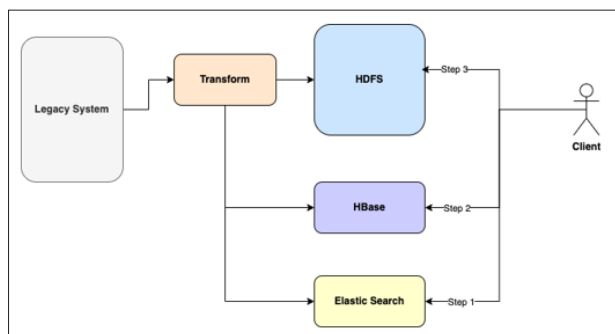 Legacy System
Transform
HDFS
Step 3
Client
HBase
Step 2
Elastic Search
Step 1